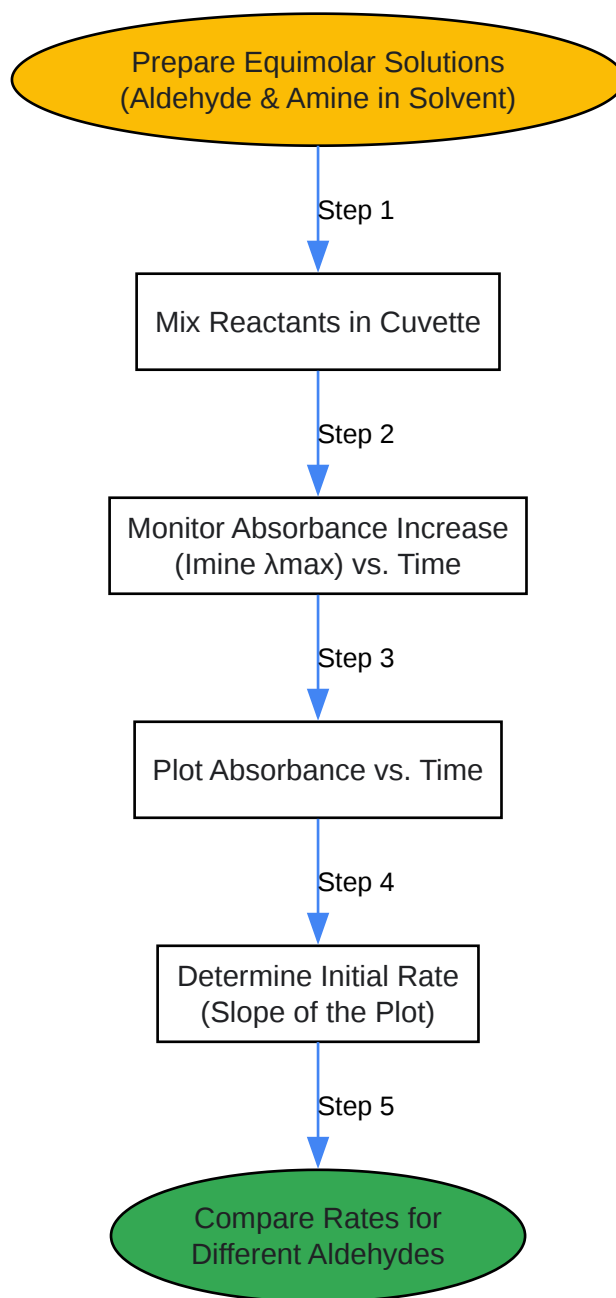 Prepare Equimolar Solutions
(Aldehyde & Amine in Solvent)
Step 1
Mix Reactants in Cuvette
Step 2
Monitor Absorbance Increase
(Imine λmax) vs. Time
Step 3
Plot Absorbance vs. Time
Step 4
Determine Initial Rate
(Slope of the Plot)
Step 5
Compare Rates for
Different Aldehydes